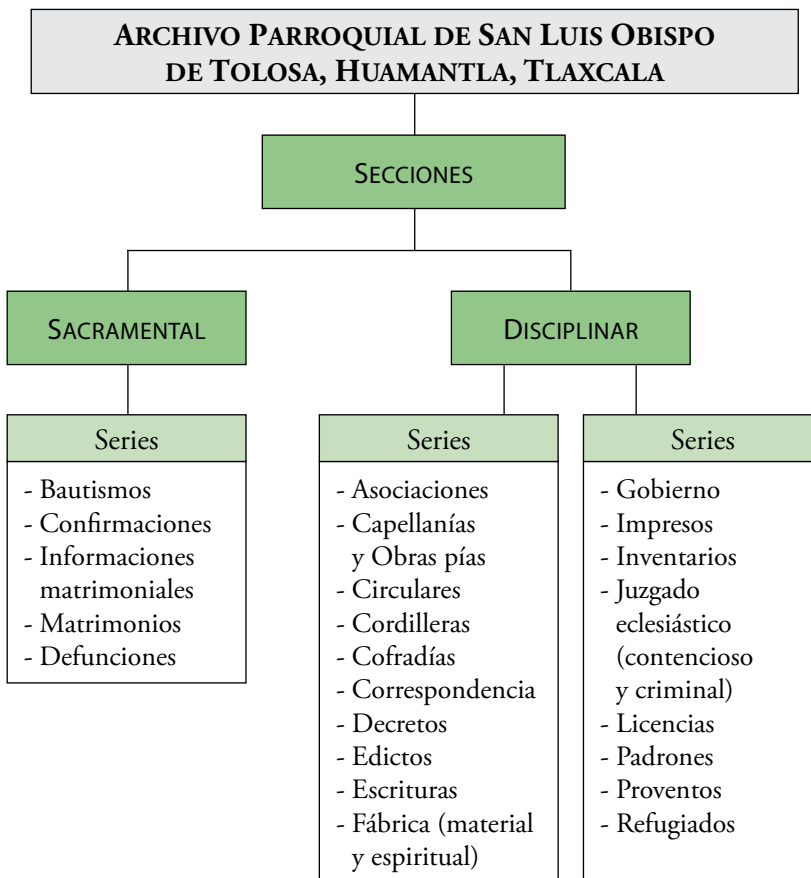 ARCHIVO PARROQUIAL DE SAN LUIS OBISPO
DE TOLOSA, HUAMANTLA, TLAXCALA
SECCIONES
SACRAMENTAL
DISCIPLINAR
Series
- Bautismos
- Confirmaciones
- Informaciones
matrimoniales
- Matrimonios
- Defunciones
Series
- Asociaciones
- Capellanías
y Obras pías
- Circulares
- Cordilleras
- Cofradías
- Correspondencia
- Decretos
- Edictos
- Escrituras
- Fábrica (material
y espiritual)
Series
- Gobierno
- Impresos
- Inventarios
- Juzgado
eclesiástico
(contencioso
y criminal)
- Licencias
- Padrones
- Proventos
- Refugiados